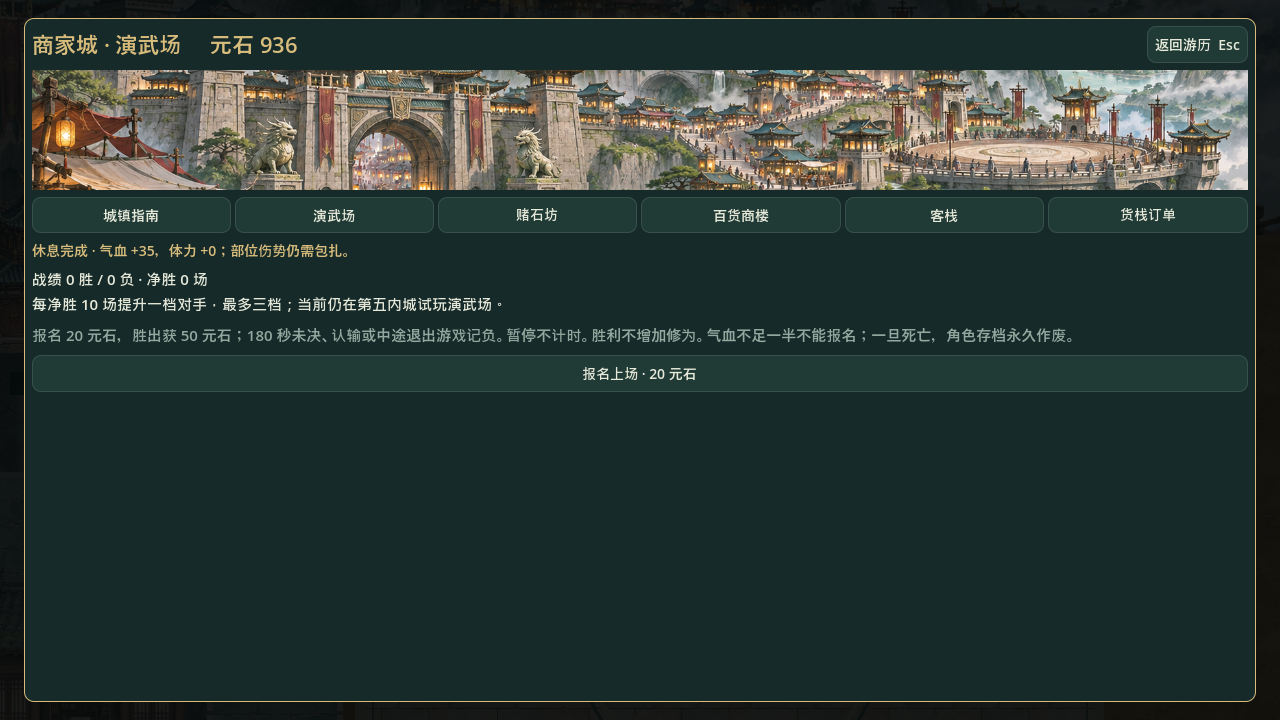 商家城 · 演武场 元石 936
返回游历 Esc
城镇指南 演武场 赌石坊 百货商楼 客栈 货栈订单
休息完成 · 气血 +35，体力 +0；部位伤势仍需包扎。
战绩 0 胜 / 0 负 · 净胜 0 场
每净胜 10 场提升一档对手 · 最多三档；当前仍在第五内城试玩演武场。
报名 20 元石，胜出获 50 元石；180 秒未决、认输或中途退出游戏记负。暂停不计时。胜利不增加修为。气血不足一半不能报名；一旦死亡，角色存档永久作废。
报名上场 · 20 元石